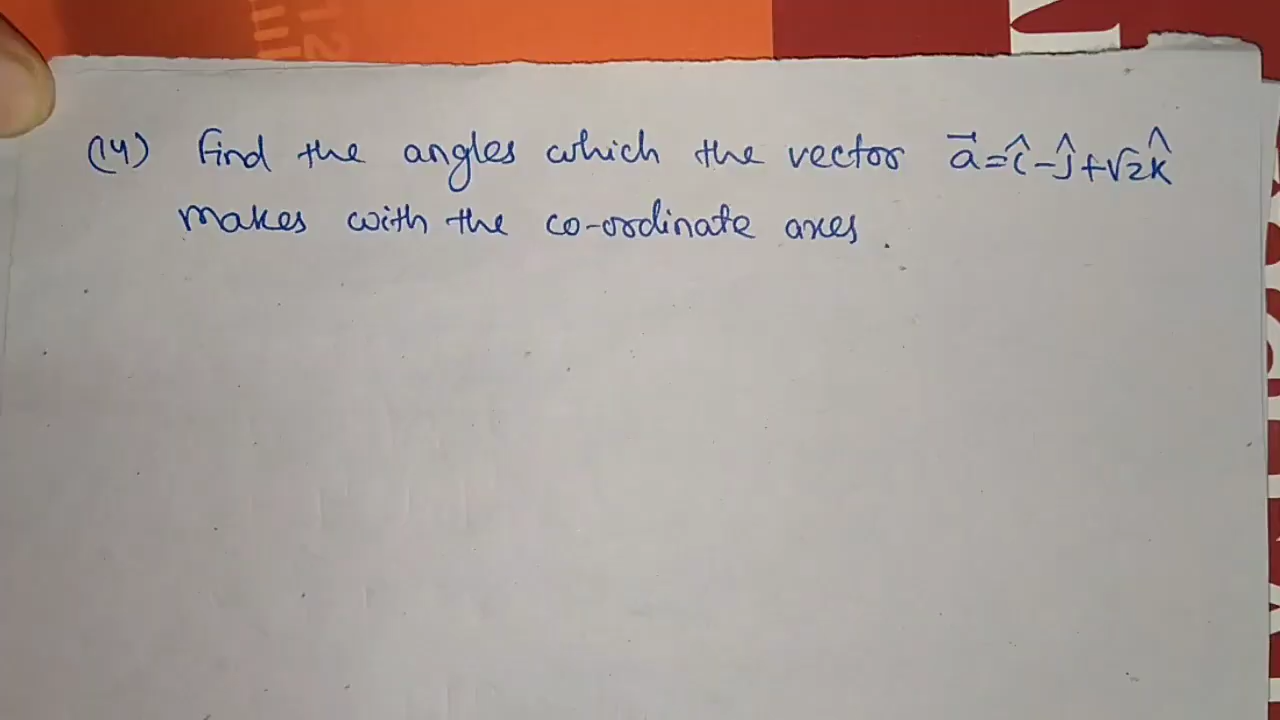 (14) Find the angles which the vector a⃗=î-ĵ+√2k̂
makes with the co-ordinate axes.